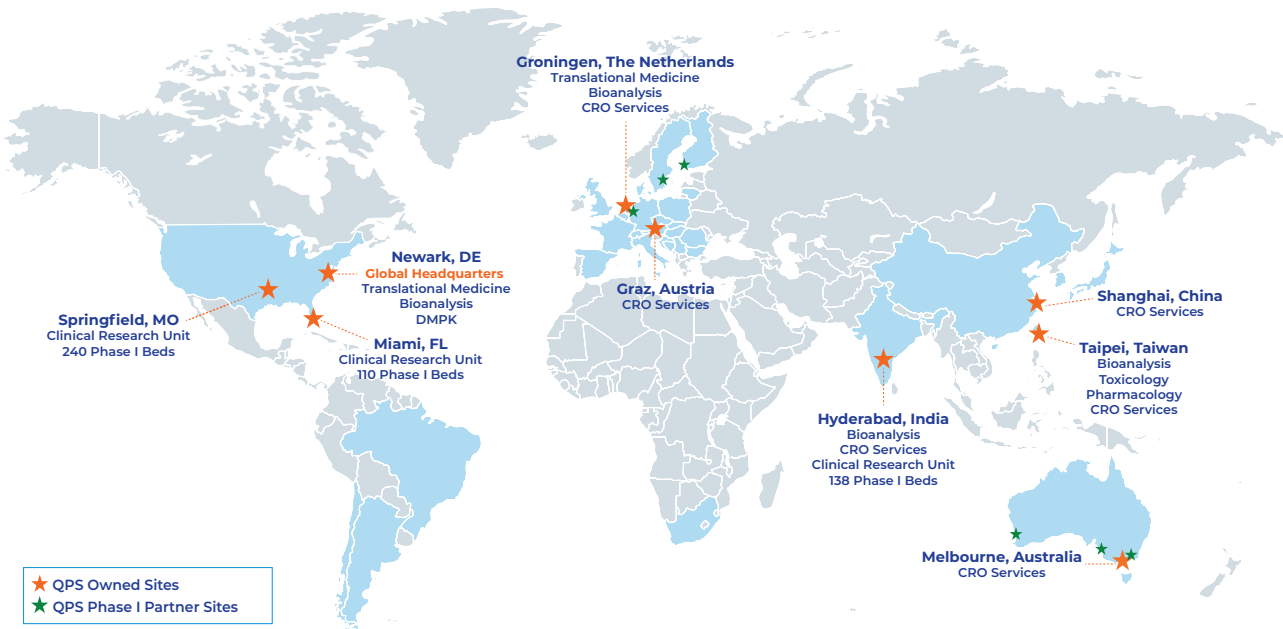 Groningen, The Netherlands
Translational Medicine
Bioanalysis
CRO Services
Newark, DE
Global Headquarters
Translational Medicine
Bioanalysis
DMPK
Springfield, MO
Clinical Research Unit
240 Phase I Beds
Miami, FL
Clinical Research Unit
110 Phase I Beds
Graz, Austria
CRO Services
Shanghai, China
CRO Services
Taipei, Taiwan
Bioanalysis
Toxicology
Pharmacology
CRO Services
Hyderabad, India
Bioanalysis
CRO Services
Clinical Research Unit
138 Phase I Beds
Melbourne, Australia
CRO Services
QPS Owned Sites
QPS Phase I Partner Sites